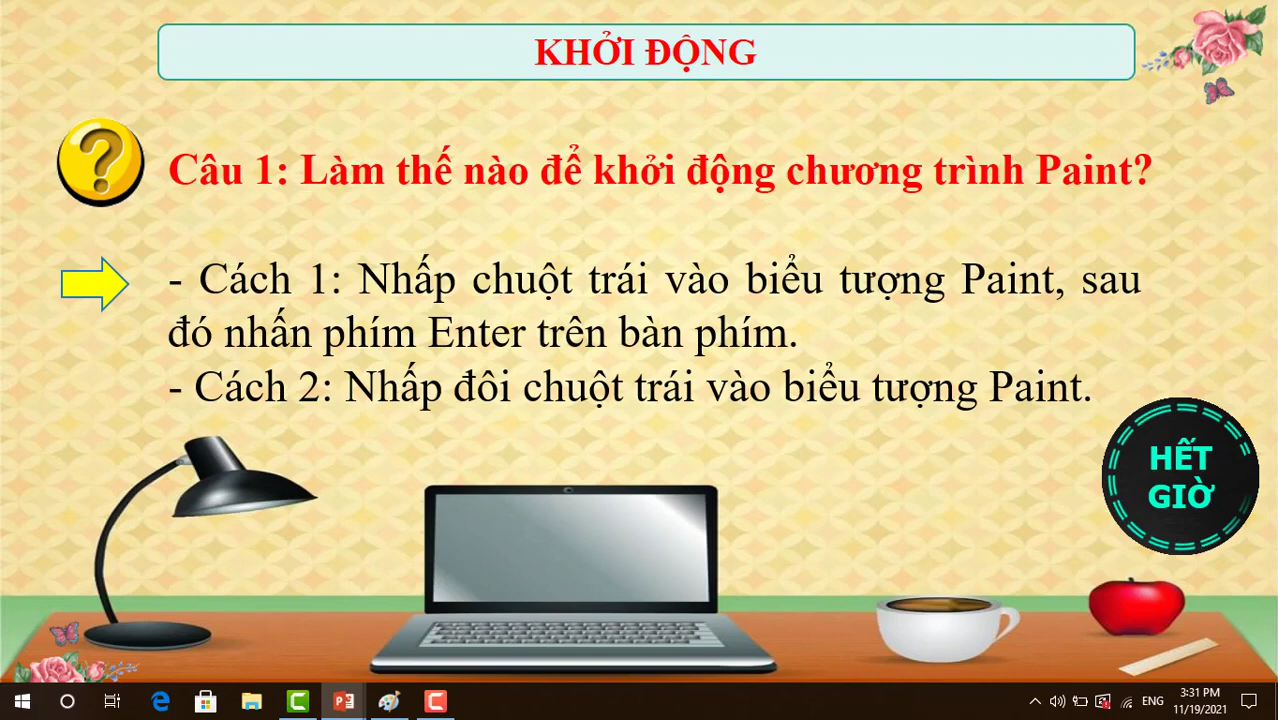 KHỞI ĐỘNG
Câu 1: Làm thế nào để khởi động chương trình Paint?
- Cách 1: Nhấp chuột trái vào biểu tượng Paint, sau
đó nhấn phím Enter trên bàn phím.
- Cách 2: Nhấp đôi chuột trái vào biểu tượng Paint.
HẾT
GIỜ
ENG
3:31 PM
11/19/2021